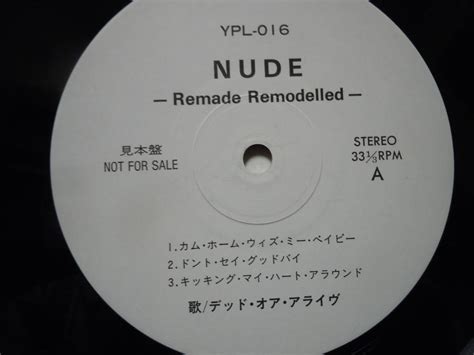 YPL-016
NUDE
— Remade Remodelled —
見本盤
NOT FOR SALE
STEREO
33⅓RPM
A
1.カム・ホーム・ウィズ・ミー・ベイビー
2.ドント・セイ・グッドバイ
3.キッキング・マイ・ハート・アラウンド
歌/デッド・オア・アライヴ